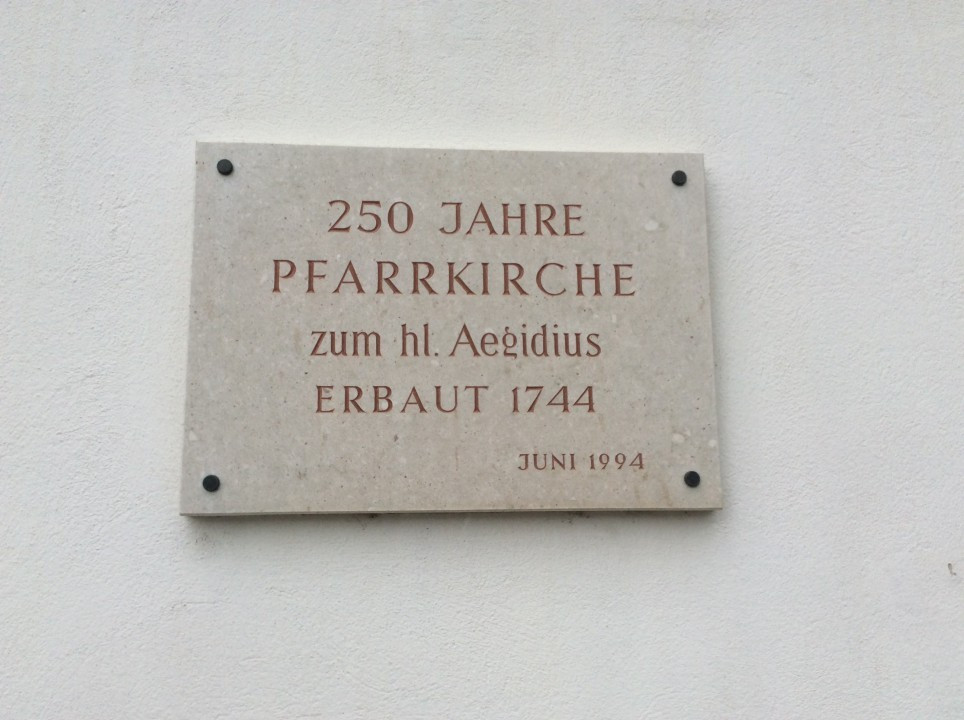 250 JAHRE
PFARRKIRCHE
zum hl. Aegidius
ERBAUT 1744
JUNI 1994